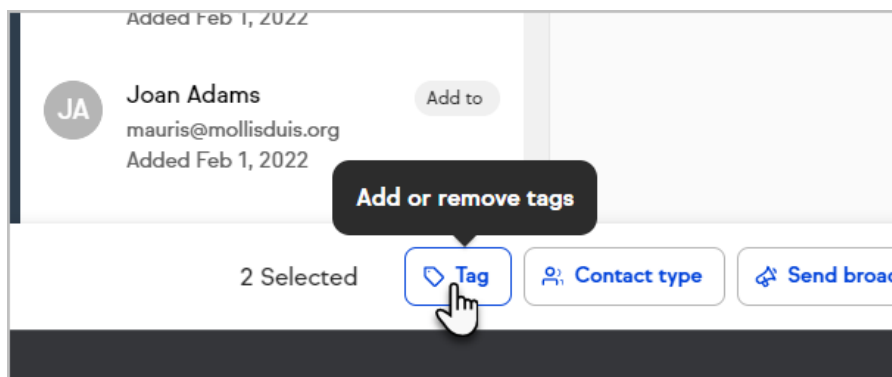 Added Feb 1, 2022
JA
Joan Adams
Add to
mauris@mollisduis.org
Added Feb 1, 2022
Add or remove tags
2 Selected
Tag
Contact type
Send broad